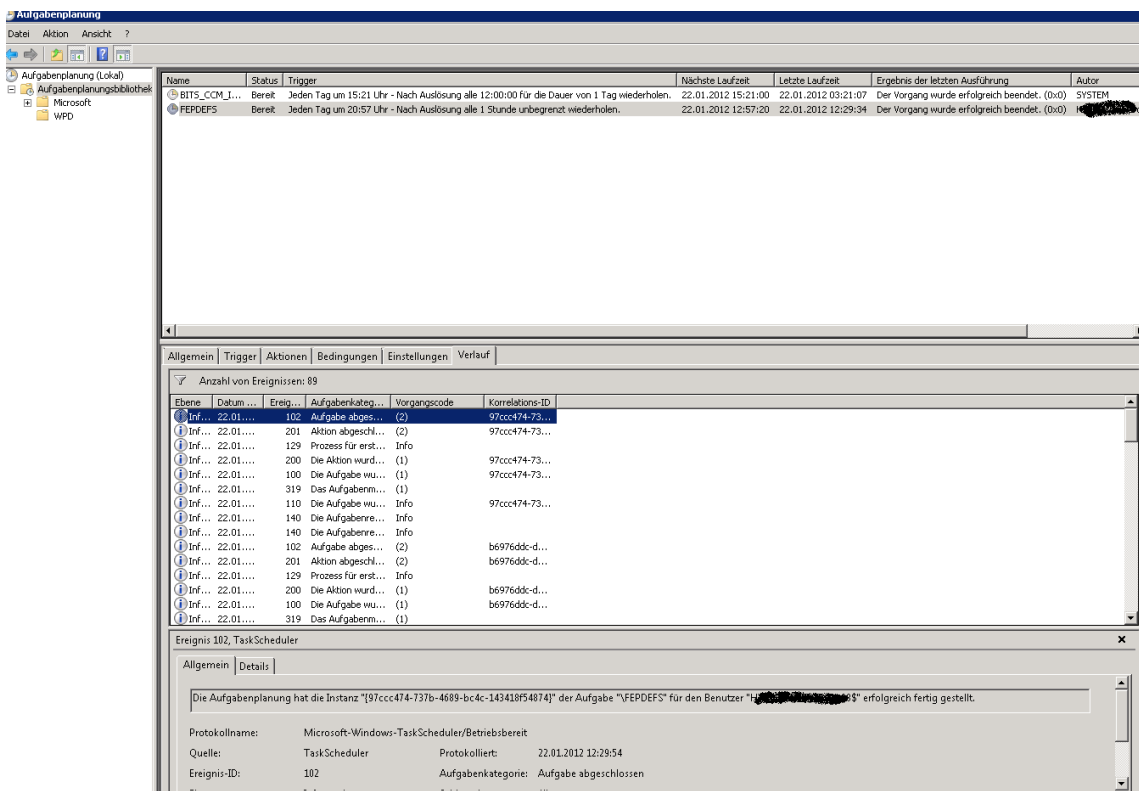 Aufgabenplanung
Datei Aktion Ansicht ?
Aufgabenplanung (Lokal)
Aufgabenplanungsbibliothek
Microsoft
WPD
Name Status Trigger Nächste Laufzeit Letzte Laufzeit Ergebnis der letzten Ausführung Autor
BITS_CCM_I... Bereit Jeden Tag um 15:21 Uhr - Nach Auslösung alle 12:00:00 für die Dauer von 1 Tag wiederholen. 22.01.2012 15:21:00 22.01.2012 03:21:07 Der Vorgang wurde erfolgreich beendet. (0x0) SYSTEM
FEPDEFS Bereit Jeden Tag um 20:57 Uhr - Nach Auslösung alle 1 Stunde unbegrenzt wiederholen. 22.01.2012 12:57:20 22.01.2012 12:29:34 Der Vorgang wurde erfolgreich beendet. (0x0)
Allgemein Trigger Aktionen Bedingungen Einstellungen Verlauf
Anzahl von Ereignissen: 89
Ebene Datum ... Ereig... Aufgabenkateg... Vorgangscode Korrelations-ID
Inf... 22.01.... 102 Aufgabe abges... (2) 97ccc474-73...
Inf... 22.01.... 201 Aktion abgeschl... (2) 97ccc474-73...
Inf... 22.01.... 129 Prozess für erst... Info
Inf... 22.01.... 200 Die Aktion wurd... (1) 97ccc474-73...
Inf... 22.01.... 100 Die Aufgabe wu... (1) 97ccc474-73...
Inf... 22.01.... 319 Das Aufgabenm... (1)
Inf... 22.01.... 110 Die Aufgabe wu... Info 97ccc474-73...
Inf... 22.01.... 140 Die Aufgabenre... Info
Inf... 22.01.... 140 Die Aufgabenre... Info
Inf... 22.01.... 102 Aufgabe abges... (2) b6976ddc-d...
Inf... 22.01.... 201 Aktion abgeschl... (2) b6976ddc-d...
Inf... 22.01.... 129 Prozess für erst... Info
Inf... 22.01.... 200 Die Aktion wurd... (1) b6976ddc-d...
Inf... 22.01.... 100 Die Aufgabe wu... (1) b6976ddc-d...
Inf... 22.01.... 319 Das Aufgabenm... (1)
Ereignis 102, TaskScheduler
Allgemein Details
Die Aufgabenplanung hat die Instanz "{97ccc474-737b-4689-bc4c-143418f54874}" der Aufgabe "\FEPDEFS" für den Benutzer "H $" erfolgreich fertig gestellt.
Protokollname: Microsoft-Windows-TaskScheduler/Betriebsbereit
Quelle: TaskScheduler Protokolliert: 22.01.2012 12:29:54
Ereignis-ID: 102 Aufgabenkategorie: Aufgabe abgeschlossen